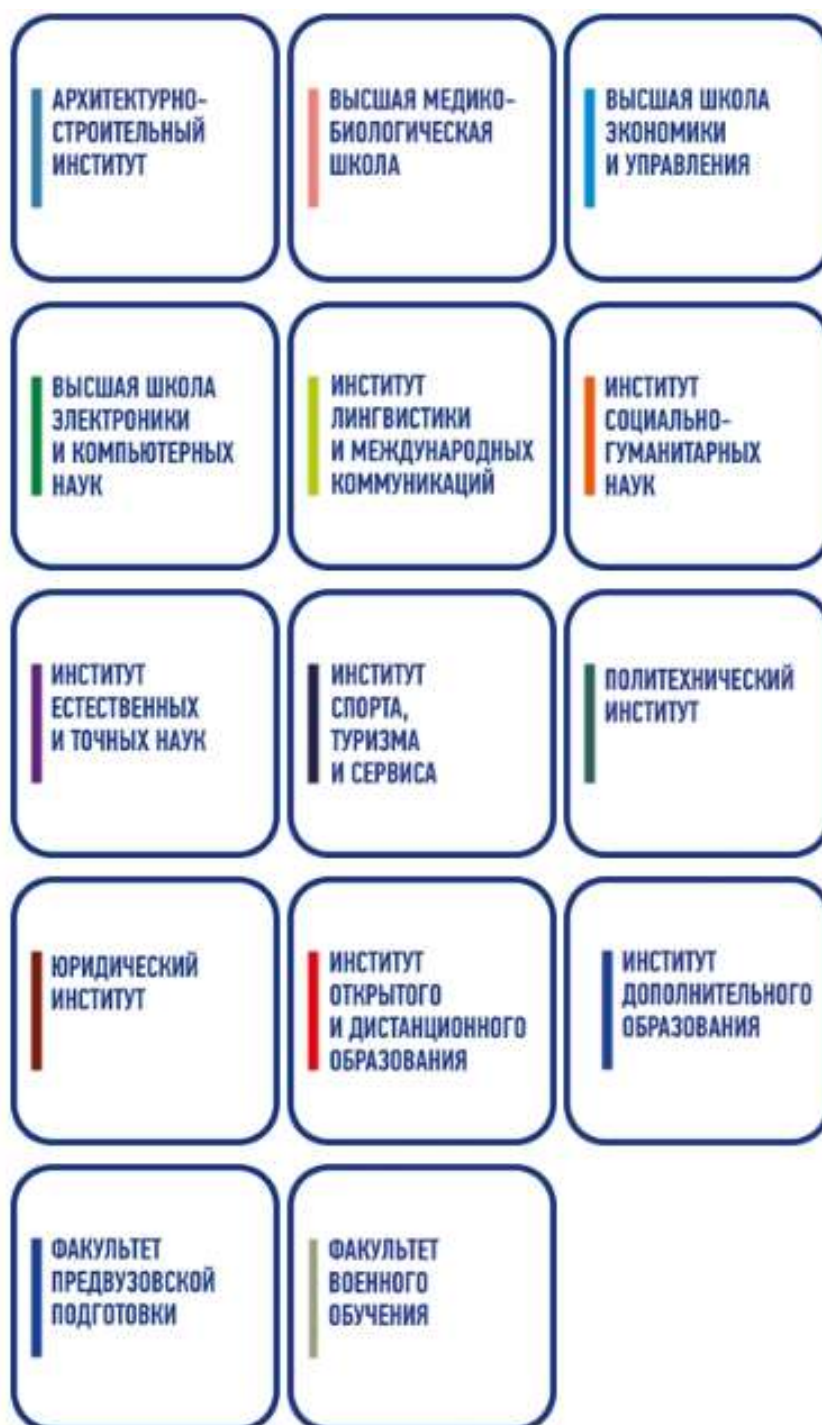 АРХИТЕКТУРНО-
СТРОИТЕЛЬНЫЙ
ИНСТИТУТ
ВЫСШАЯ МЕДИКО-
БИОЛОГИЧЕСКАЯ
ШКОЛА
ВЫСШАЯ ШКОЛА
ЭКОНОМИКИ
И УПРАВЛЕНИЯ
ВЫСШАЯ ШКОЛА
ЭЛЕКТРОНИКИ
И КОМПЬЮТЕРНЫХ
НАУК
ИНСТИТУТ
ЛИНГВИСТИКИ
И МЕЖДУНАРОДНЫХ
КОММУНИКАЦИЙ
ИНСТИТУТ
СОЦИАЛЬНО-
ГУМАНИТАРНЫХ
НАУК
ИНСТИТУТ
ЕСТЕСТВЕННЫХ
И ТОЧНЫХ НАУК
ИНСТИТУТ
СПОРТА,
ТУРИЗМА
И СЕРВИСА
ПОЛИТЕХНИЧЕСКИЙ
ИНСТИТУТ
ЮРИДИЧЕСКИЙ
ИНСТИТУТ
ИНСТИТУТ
ОТКРЫТОГО
И ДИСТАНЦИОННОГО
ОБРАЗОВАНИЯ
ИНСТИТУТ
ДОПОЛНИТЕЛЬНОГО
ОБРАЗОВАНИЯ
ФАКУЛЬТЕТ
ПРЕДВУЗОВСКОЙ
ПОДГОТОВКИ
ФАКУЛЬТЕТ
ВОЕННОГО
ОБУЧЕНИЯ